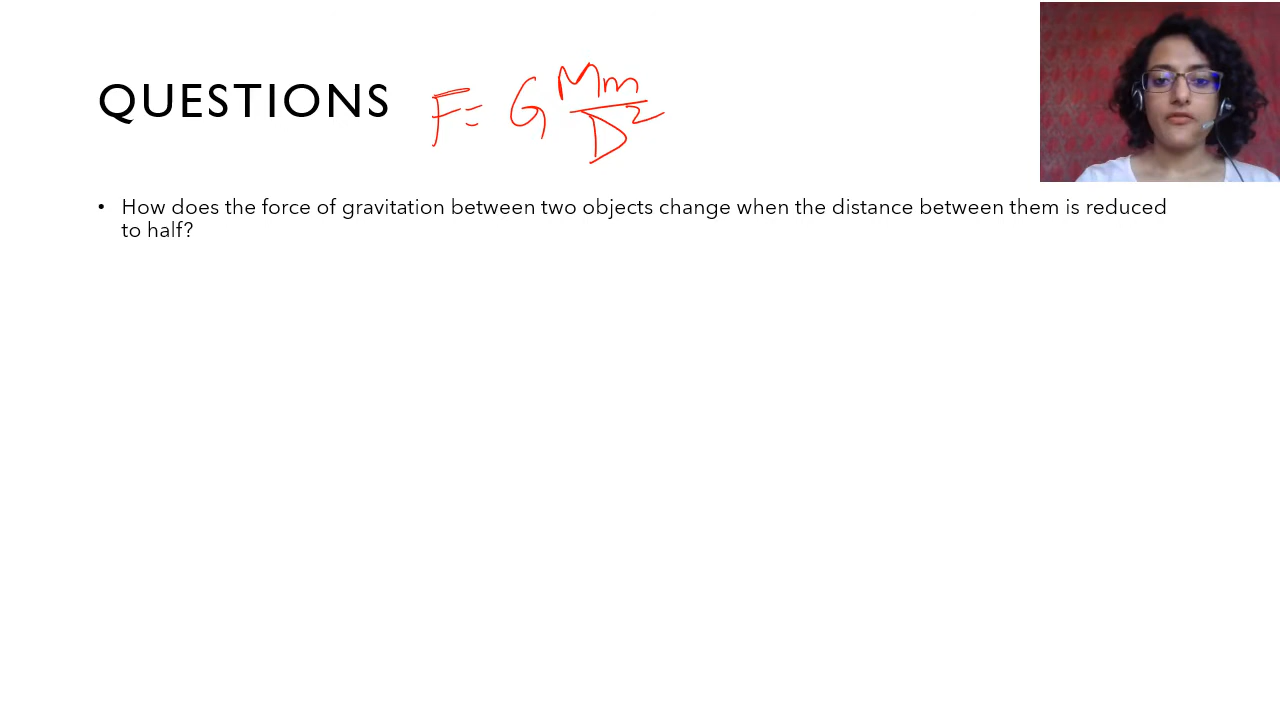 QUESTIONS F = G Mm/D²
• How does the force of gravitation between two objects change when the distance between them is reduced
to half?